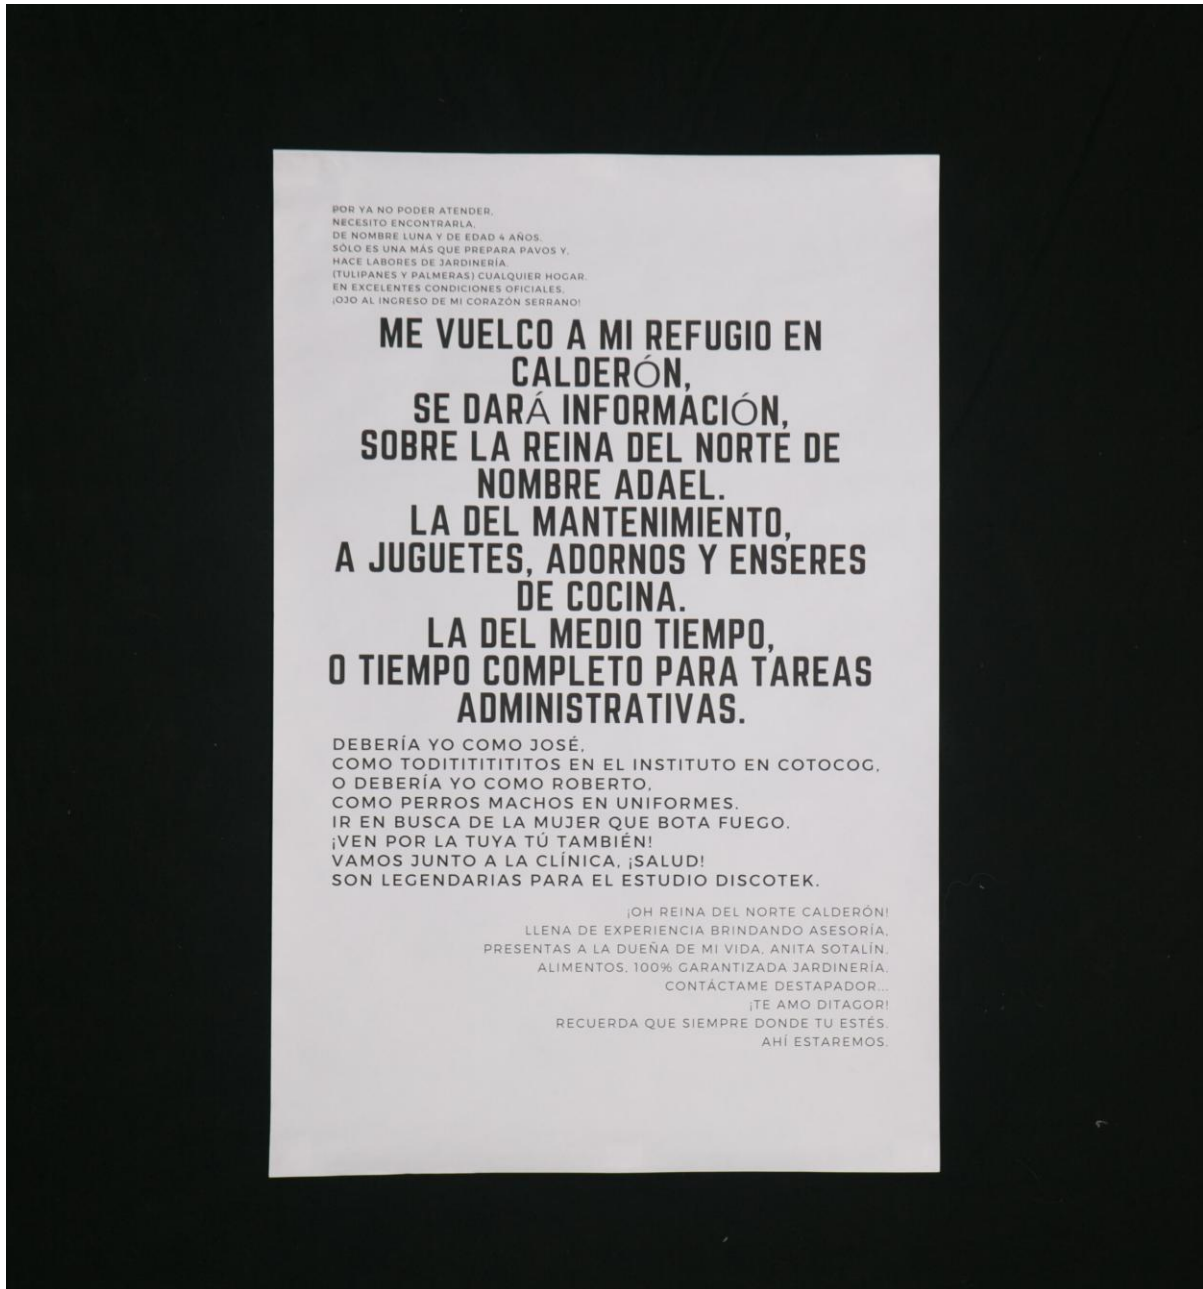 POR YA NO PODER ATENDER,
NECESITO ENCONTRARLA,
DE NOMBRE LUNA Y DE EDAD 4 AÑOS.
SÓLO ES UNA MÁS QUE PREPARA PAVOS Y,
HACE LABORES DE JARDINERÍA.
(TULIPANES Y PALMERAS) CUALQUIER HOGAR.
EN EXCELENTES CONDICIONES OFICIALES,
¡OJO AL INGRESO DE MI CORAZÓN SERRANO!
ME VUELCO A MI REFUGIO EN
CALDERÓN,
SE DARÁ INFORMACIÓN,
SOBRE LA REINA DEL NORTE DE
NOMBRE ADAEL.
LA DEL MANTENIMIENTO,
A JUGUETES, ADORNOS Y ENSERES
DE COCINA.
LA DEL MEDIO TIEMPO,
O TIEMPO COMPLETO PARA TAREAS
ADMINISTRATIVAS.
DEBERÍA YO COMO JOSÉ,
COMO TODITITITITITOS EN EL INSTITUTO EN COTOCOG,
O DEBERÍA YO COMO ROBERTO,
COMO PERROS MACHOS EN UNIFORMES.
IR EN BUSCA DE LA MUJER QUE BOTA FUEGO.
¡VEN POR LA TUYA TÚ TAMBIÉN!
VAMOS JUNTO A LA CLÍNICA, ¡SALUD!
SON LEGENDARIAS PARA EL ESTUDIO DISCOTEK.
¡OH REINA DEL NORTE CALDERÓN!
LLENA DE EXPERIENCIA BRINDANDO ASESORÍA,
PRESENTAS A LA DUEÑA DE MI VIDA, ANITA SOTALÍN.
ALIMENTOS, 100% GARANTIZADA JARDINERÍA.
CONTÁCTAME DESTAPADOR...
¡TE AMO DITAGOR!
RECUERDA QUE SIEMPRE DONDE TU ESTÉS.
AHÍ ESTAREMOS.